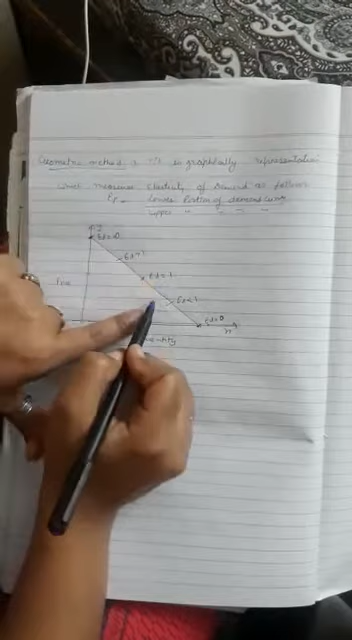 Geometric method : It is graphically representation
which measure elasticity of demand as follows
Ep = Lower Portion of demand curve
Upper " " " "
Y
Ed=∞
Ed>1
Ed=1
Price
Ed<1
Ed=0
X